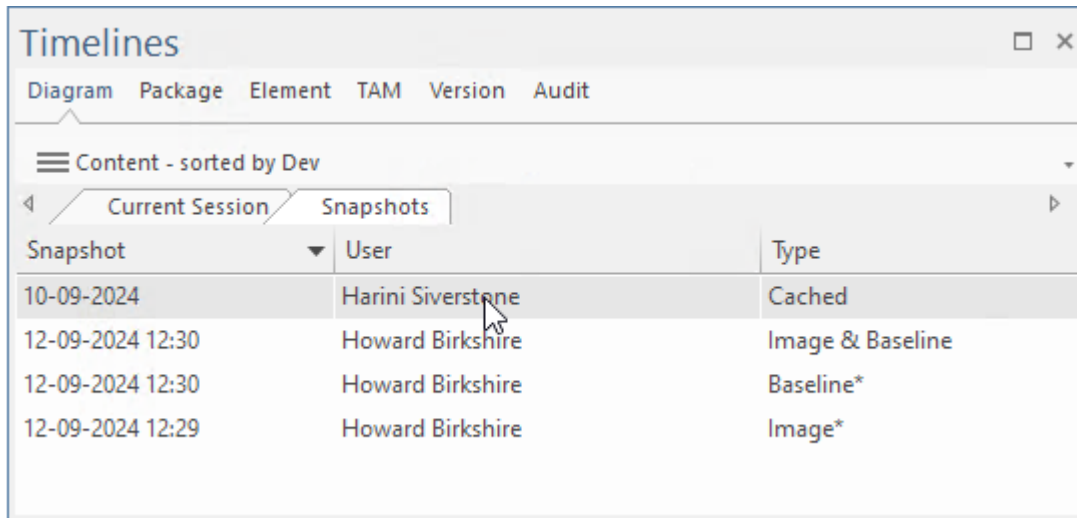 Timelines
Diagram Package Element TAM Version Audit
Content - sorted by Dev
Current Session Snapshots
Snapshot User Type
10-09-2024 Harini Siverstone Cached
12-09-2024 12:30 Howard Birkshire Image & Baseline
12-09-2024 12:30 Howard Birkshire Baseline*
12-09-2024 12:29 Howard Birkshire Image*